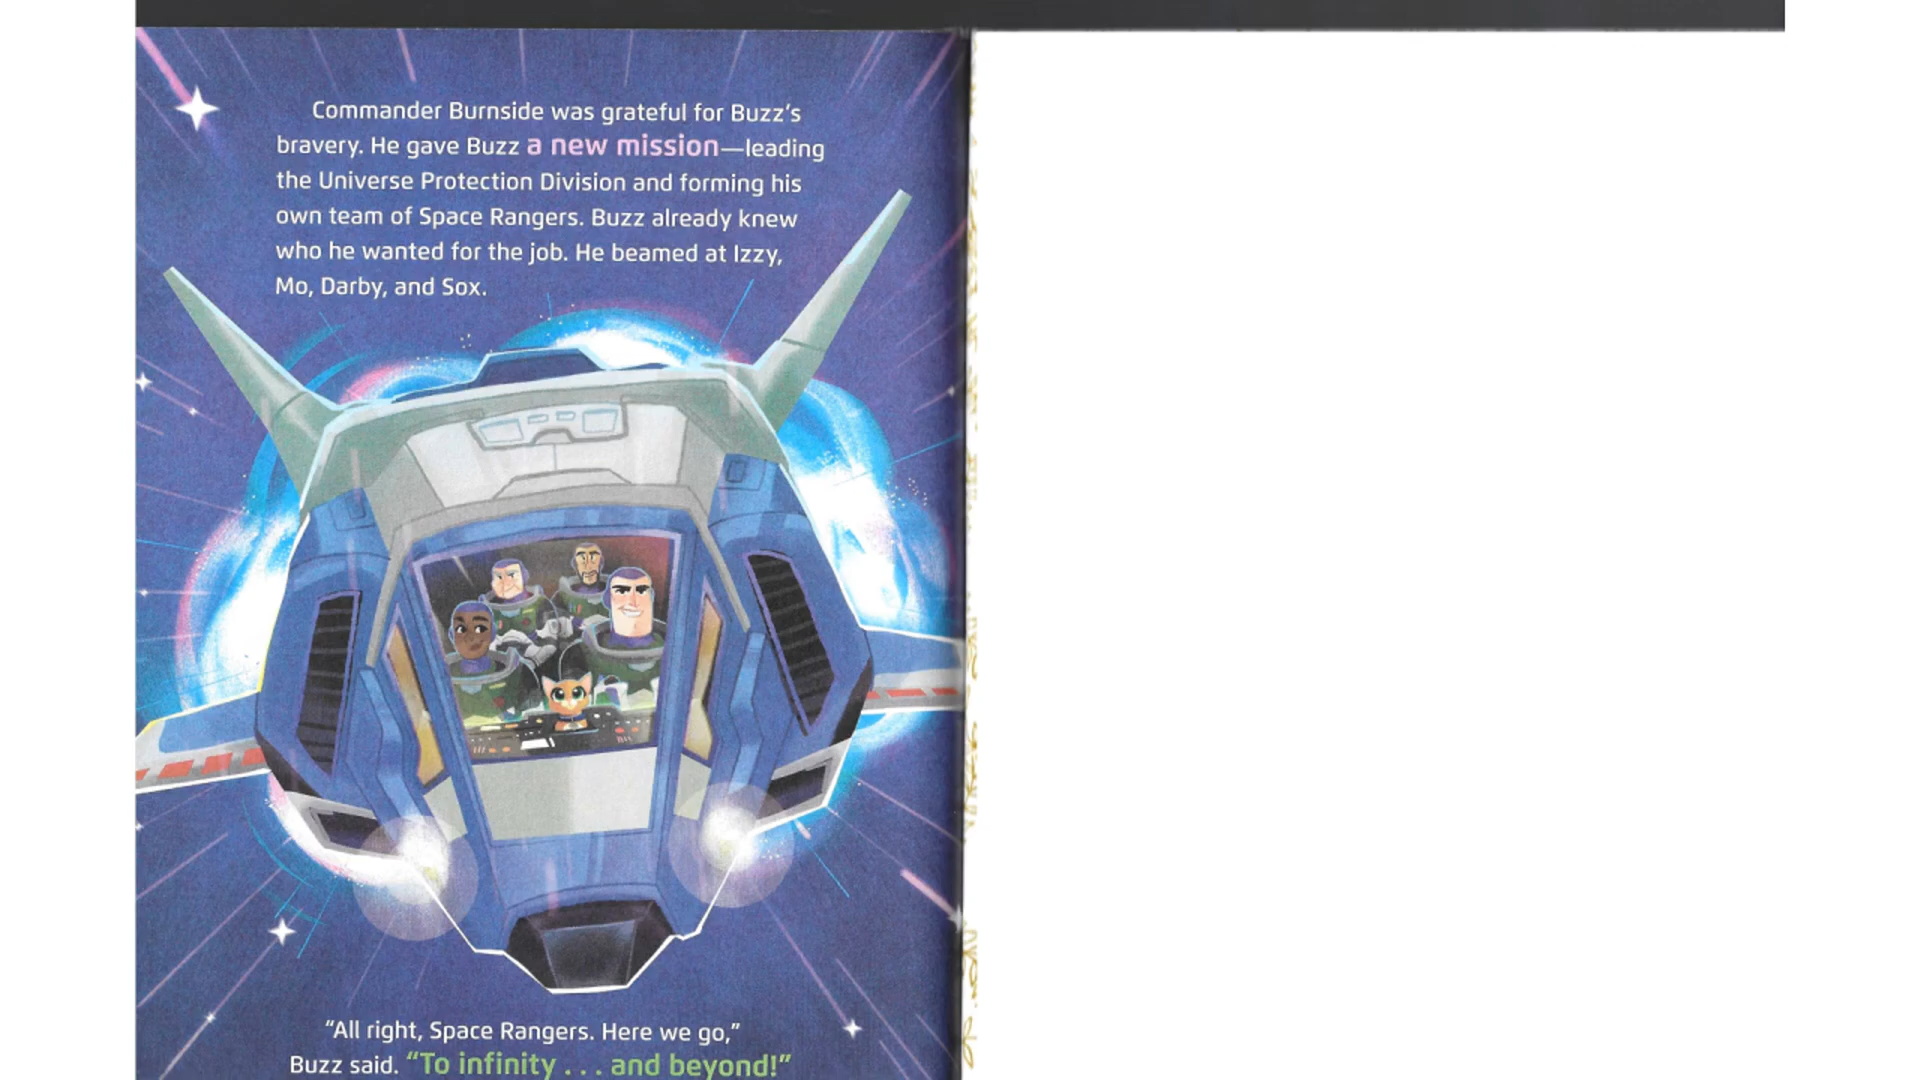 Commander Burnside was grateful for Buzz's
bravery. He gave Buzz a new mission—leading
the Universe Protection Division and forming his
own team of Space Rangers. Buzz already knew
who he wanted for the job. He beamed at Izzy,
Mo, Darby, and Sox.
“All right, Space Rangers. Here we go,”
Buzz said. “To infinity . . . and beyond!”